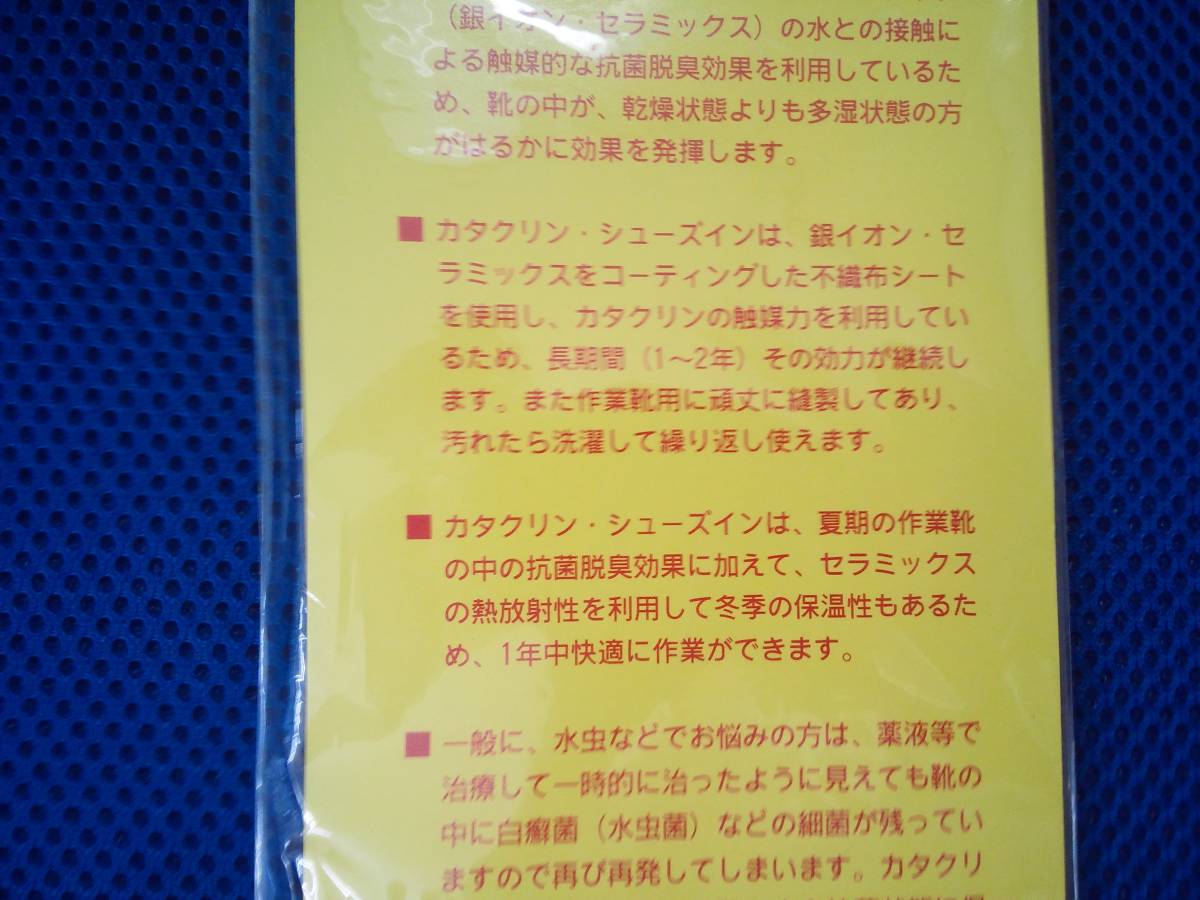 （銀イオン・セラミックス）の水との接触に
よる触媒的な抗菌脱臭効果を利用しているた
め、靴の中が、乾燥状態よりも多湿状態の方
がはるかに効果を発揮します。
■ カタクリン・シューズインは、銀イオン・セ
ラミックスをコーティングした不織布シート
を使用し、カタクリンの触媒力を利用してい
るため、長期間（1〜2年）その効力が継続し
ます。また作業靴用に頑丈に縫製してあり、
汚れたら洗濯して繰り返し使えます。
■ カタクリン・シューズインは、夏期の作業靴
の中の抗菌脱臭効果に加えて、セラミックス
の熱放射性を利用して冬季の保温性もあるた
め、1年中快適に作業ができます。
■ 一般に、水虫などでお悩みの方は、薬液等で
治療して一時的に治ったように見えても靴の
中に白癬菌（水虫菌）などの細菌が残ってい
ますので再び再発してしまいます。カタクリ